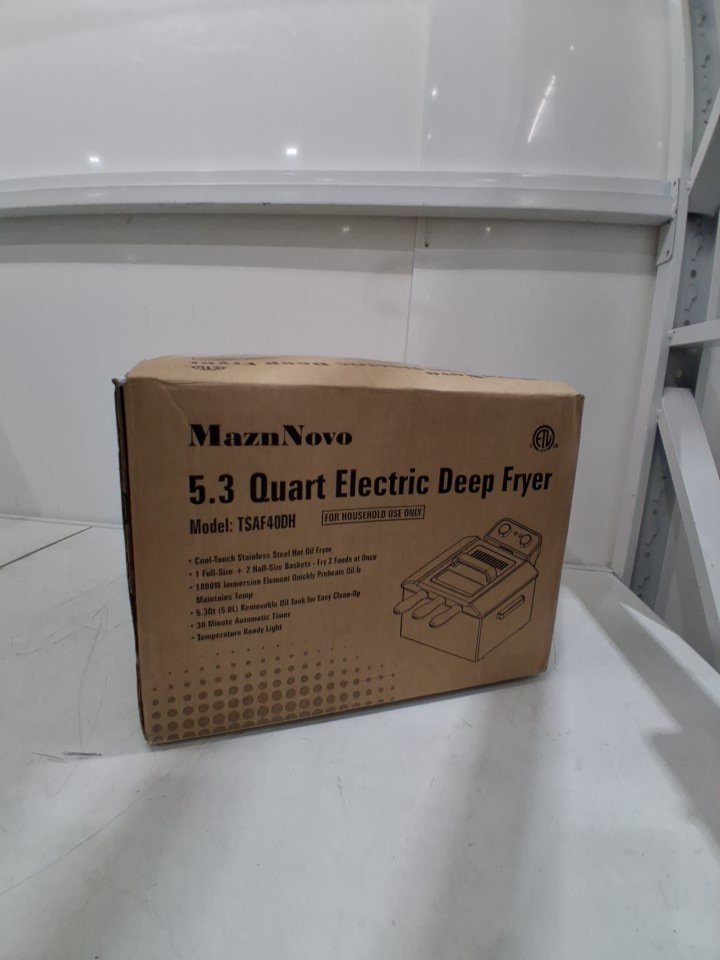 MaznNovo
ETL
5.3 Quart Electric Deep Fryer
Model: TSAF40DH
FOR HOUSEHOLD USE ONLY
• Cool-Touch Stainless Steel Hot Oil Fryer
• 1 Full-Size + 2 Half-Size Baskets - Fry 2 Foods at Once
• 1800W Immersion Element Quickly Preheats Oil &
Maintains Temp
• 5.3Qt (5.0L) Removable Oil Tank for Easy Clean-Up
• 30 Minute Automatic Timer
• Temperature Ready Light